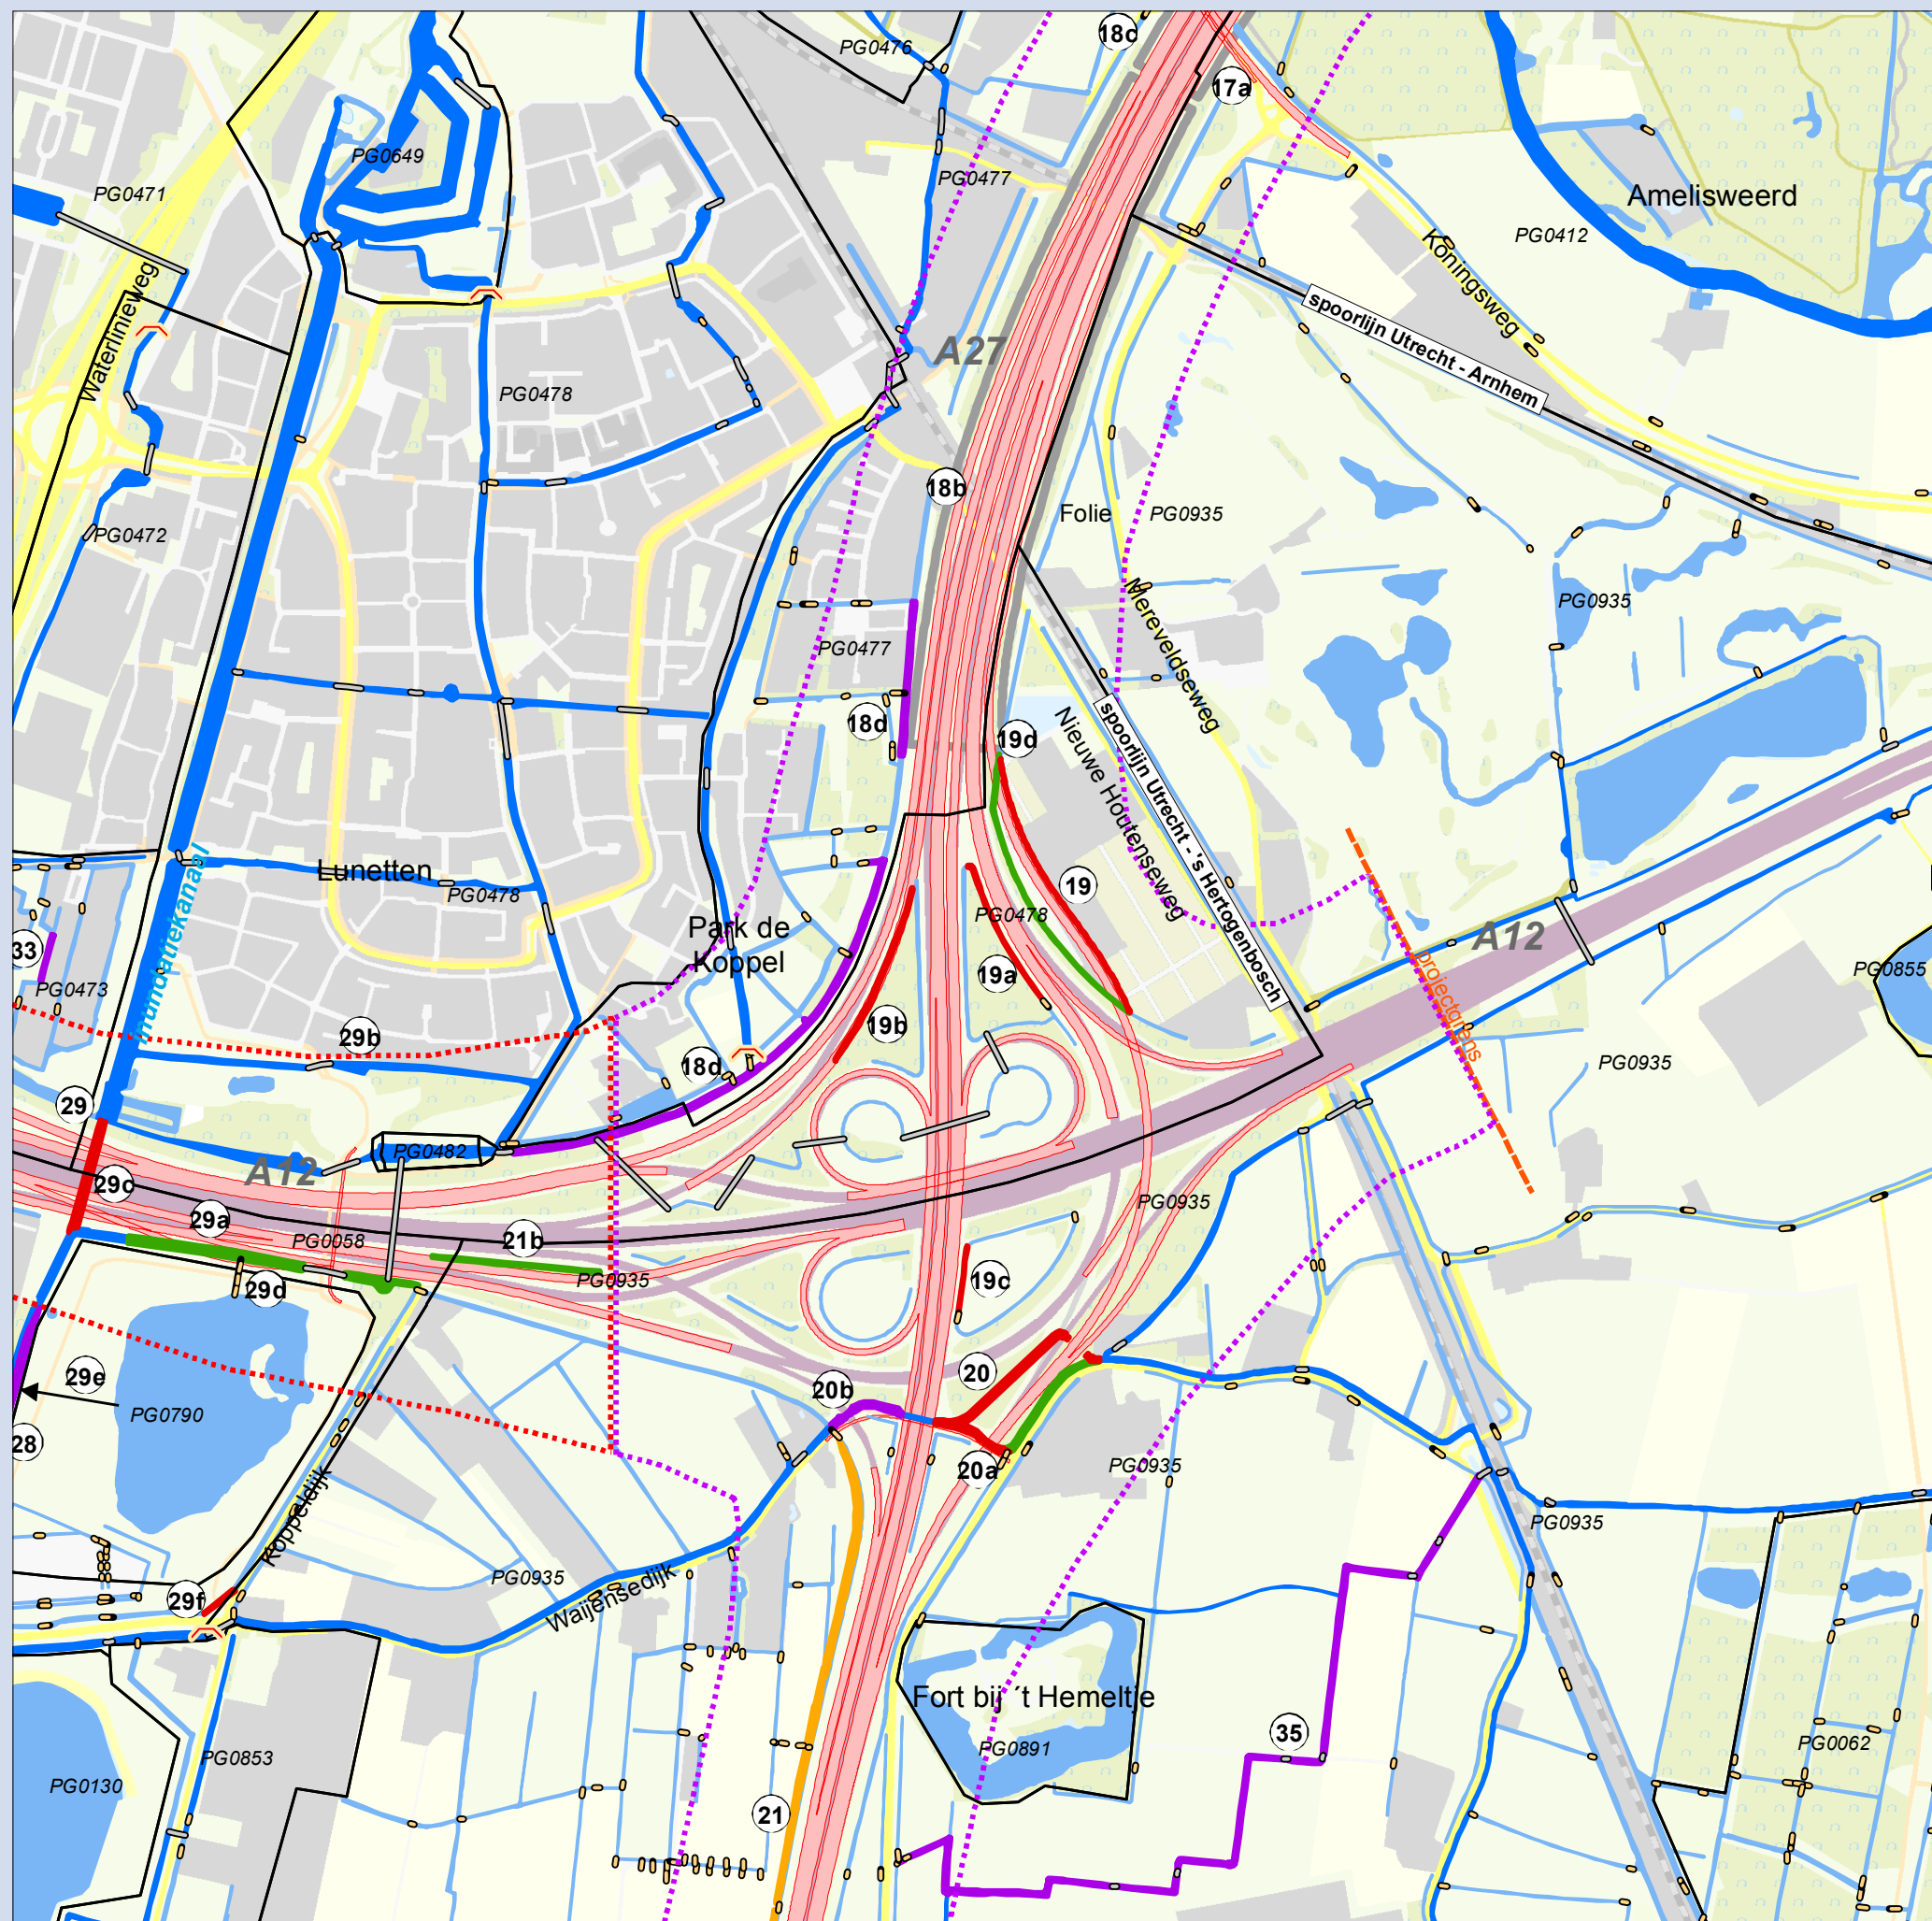 18c
PG0476
17a
PG0649
PG0471
PG0477
Amelisweerd
PG0412
Koningsweg
Waterlinieweg
spoorlijn Utrecht - Arnhem
A27
PG0478
18b
Folie
PG0935
PG0472
Mereveldseweg
PG0935
PG0477
18d
19d
Nieuwe Houtenseweg
spoorlijn Utrecht - 's Hertogenbosch
Lunetten
PG0478
19
PG0478
Park de
Koppel
A12
33
PG0473
inundatiekanaal
19a
projectgrens
PG0855
29b
19b
18d
PG0935
29
PG0482
A12
29c
PG0935
29a
21b
PG0058
PG0935
29d
19c
29e
20
20b
PG0790
28
20a
PG0935
Koppeldijk
PG0935
PG0935
29f
Waijensedijk
Fort bij ´t Hemeltje
35
PG0891
PG0062
PG0853
PG0130
21